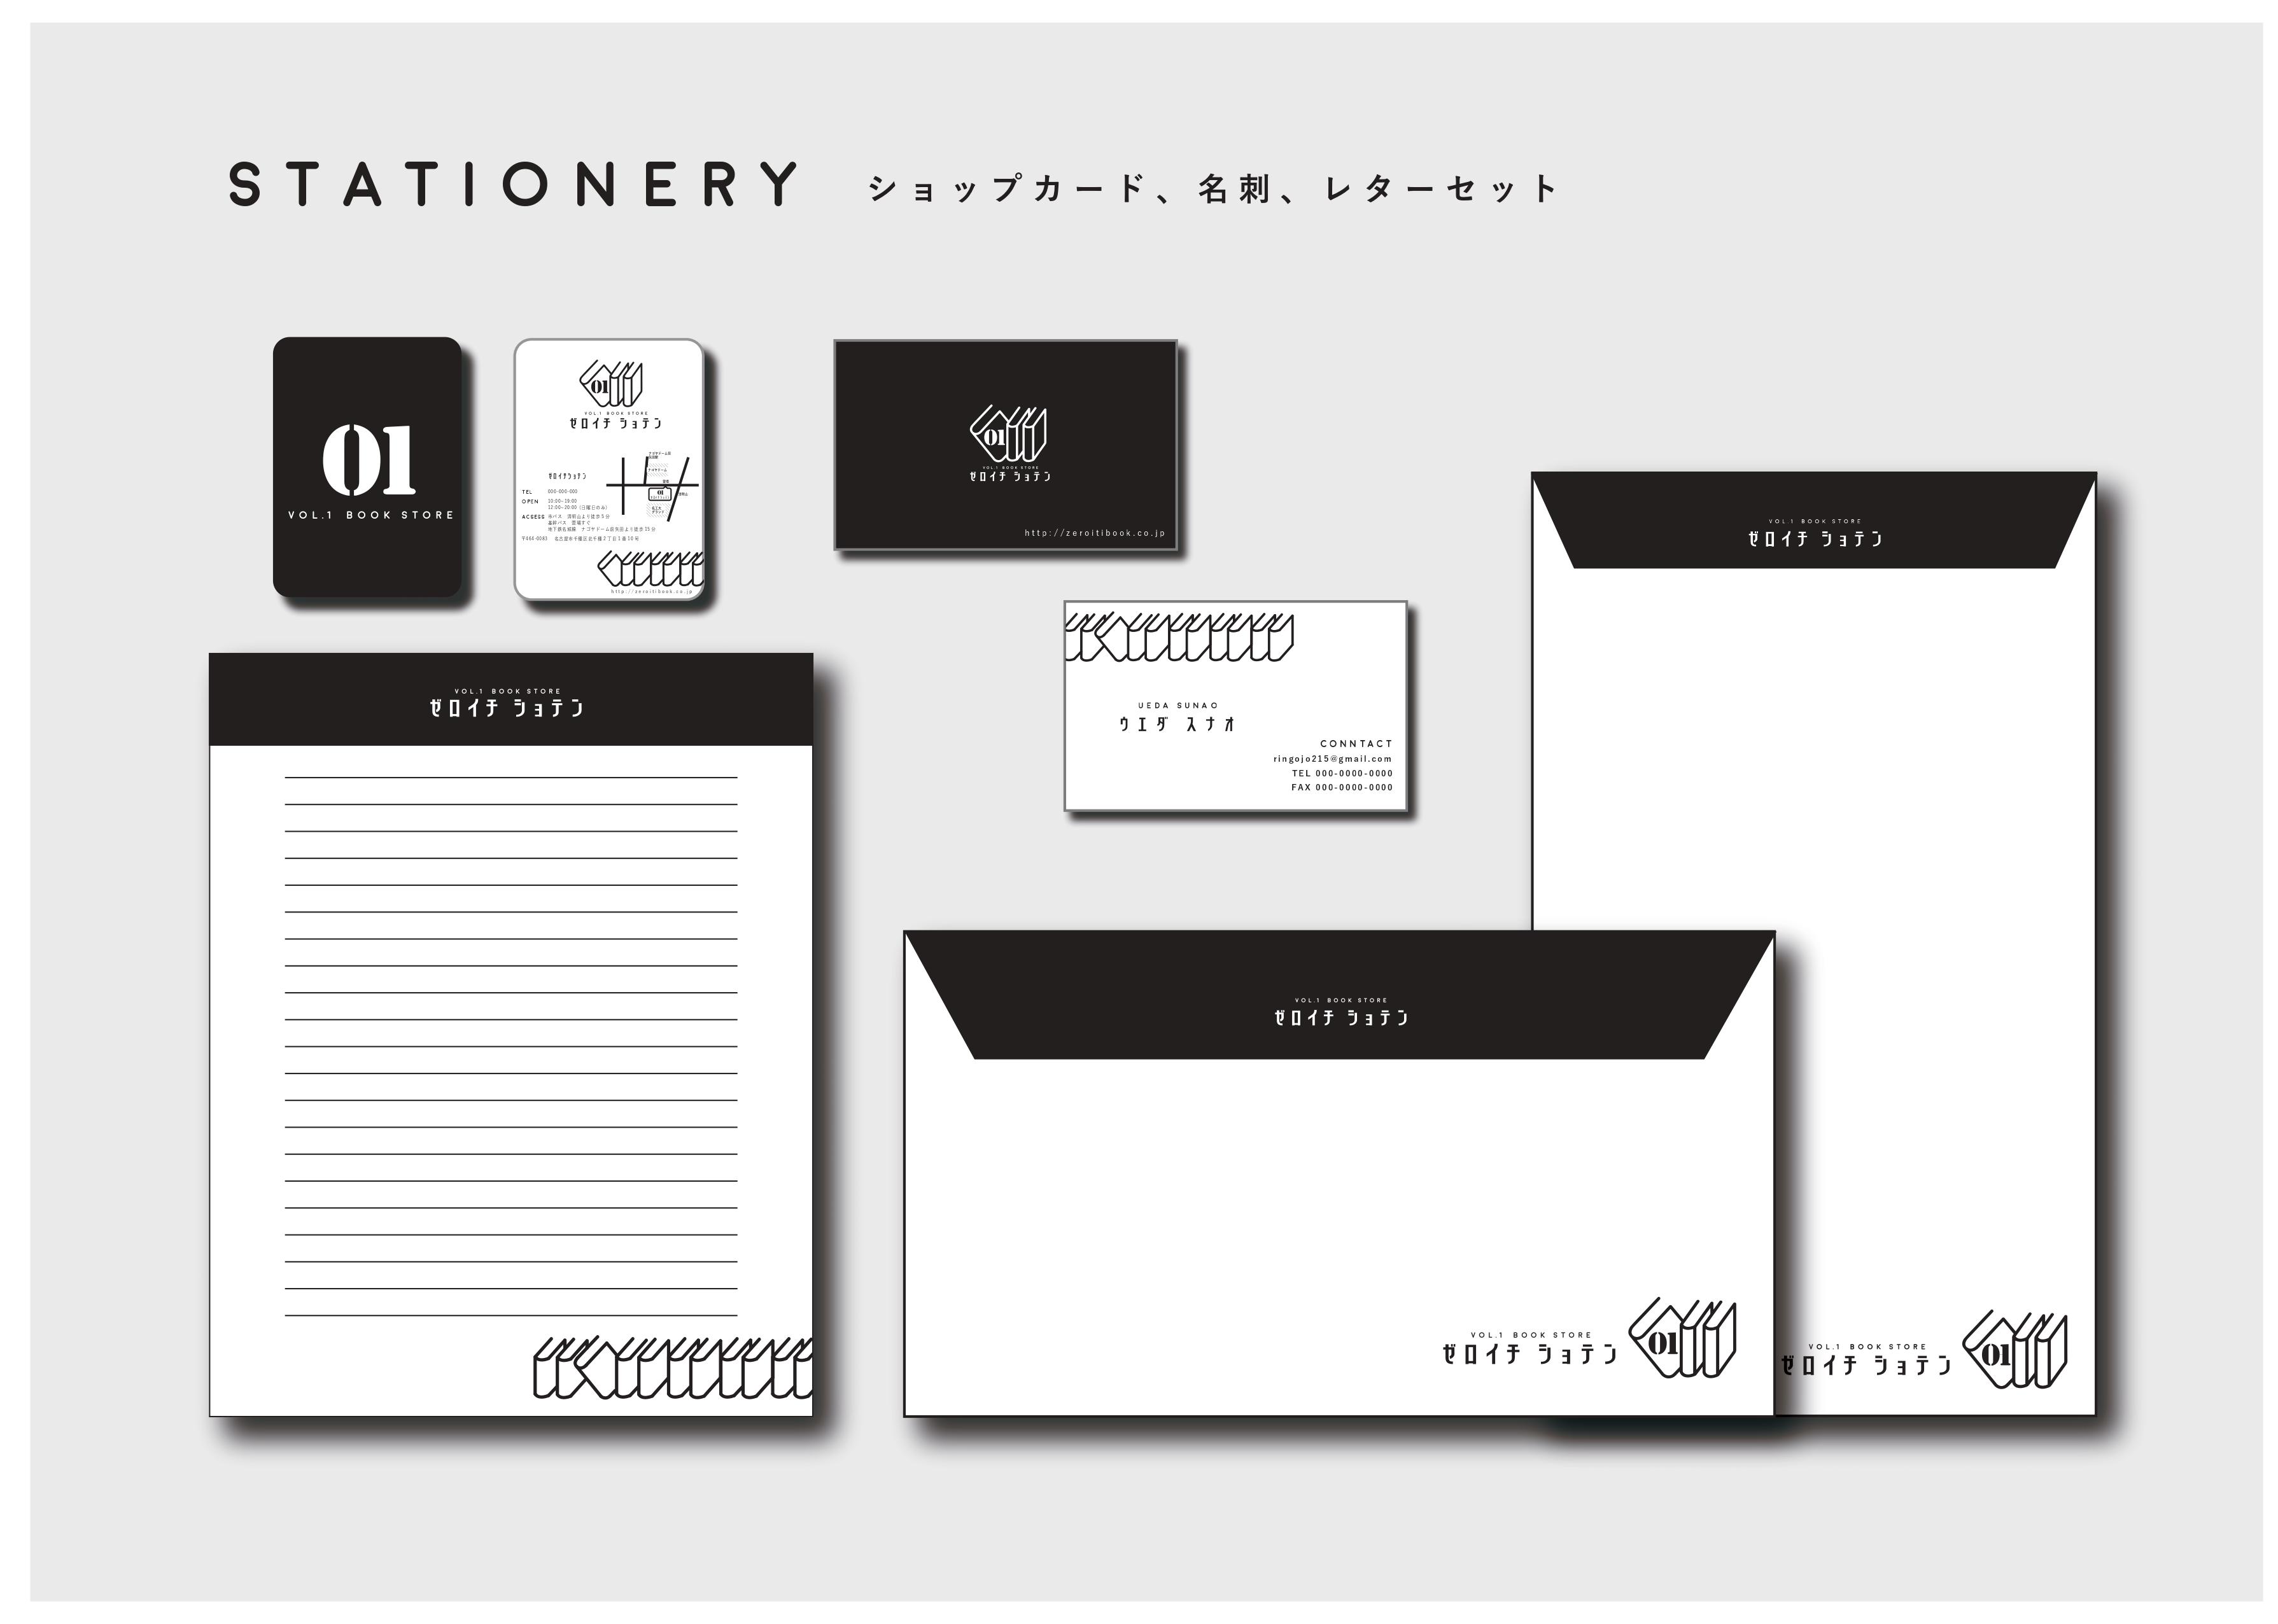 STATIONERY ショップカード、名刺、レターセット
01
VOL.1 BOOK STORE
01
VOL.1 BOOK STORE
ゼロイチ ショテン
ゼロイチショテン
TEL 000-000-000
OPEN 10:00~19:00
12:00~20:00 (日曜日のみ)
ACSESS
ナゴヤドーム
01
http://zeroitibook.co.jp
01
VOL.1 BOOK STORE
ゼロイチ ショテン
http://zeroitibook.co.jp
UEDA SUNAO
ウエダ スナオ
CONNTACT
ringojo215@gmail.com
TEL 000-0000-0000
FAX 000-0000-0000
VOL.1 BOOK STORE
ゼロイチ ショテン
VOL.1 BOOK STORE
ゼロイチ ショテン
VOL.1 BOOK STORE
ゼロイチ ショテン
VOL.1 BOOK STORE
ゼロイチ ショテン
01
VOL.1 BOOK STORE
ゼロイチ ショテン
01